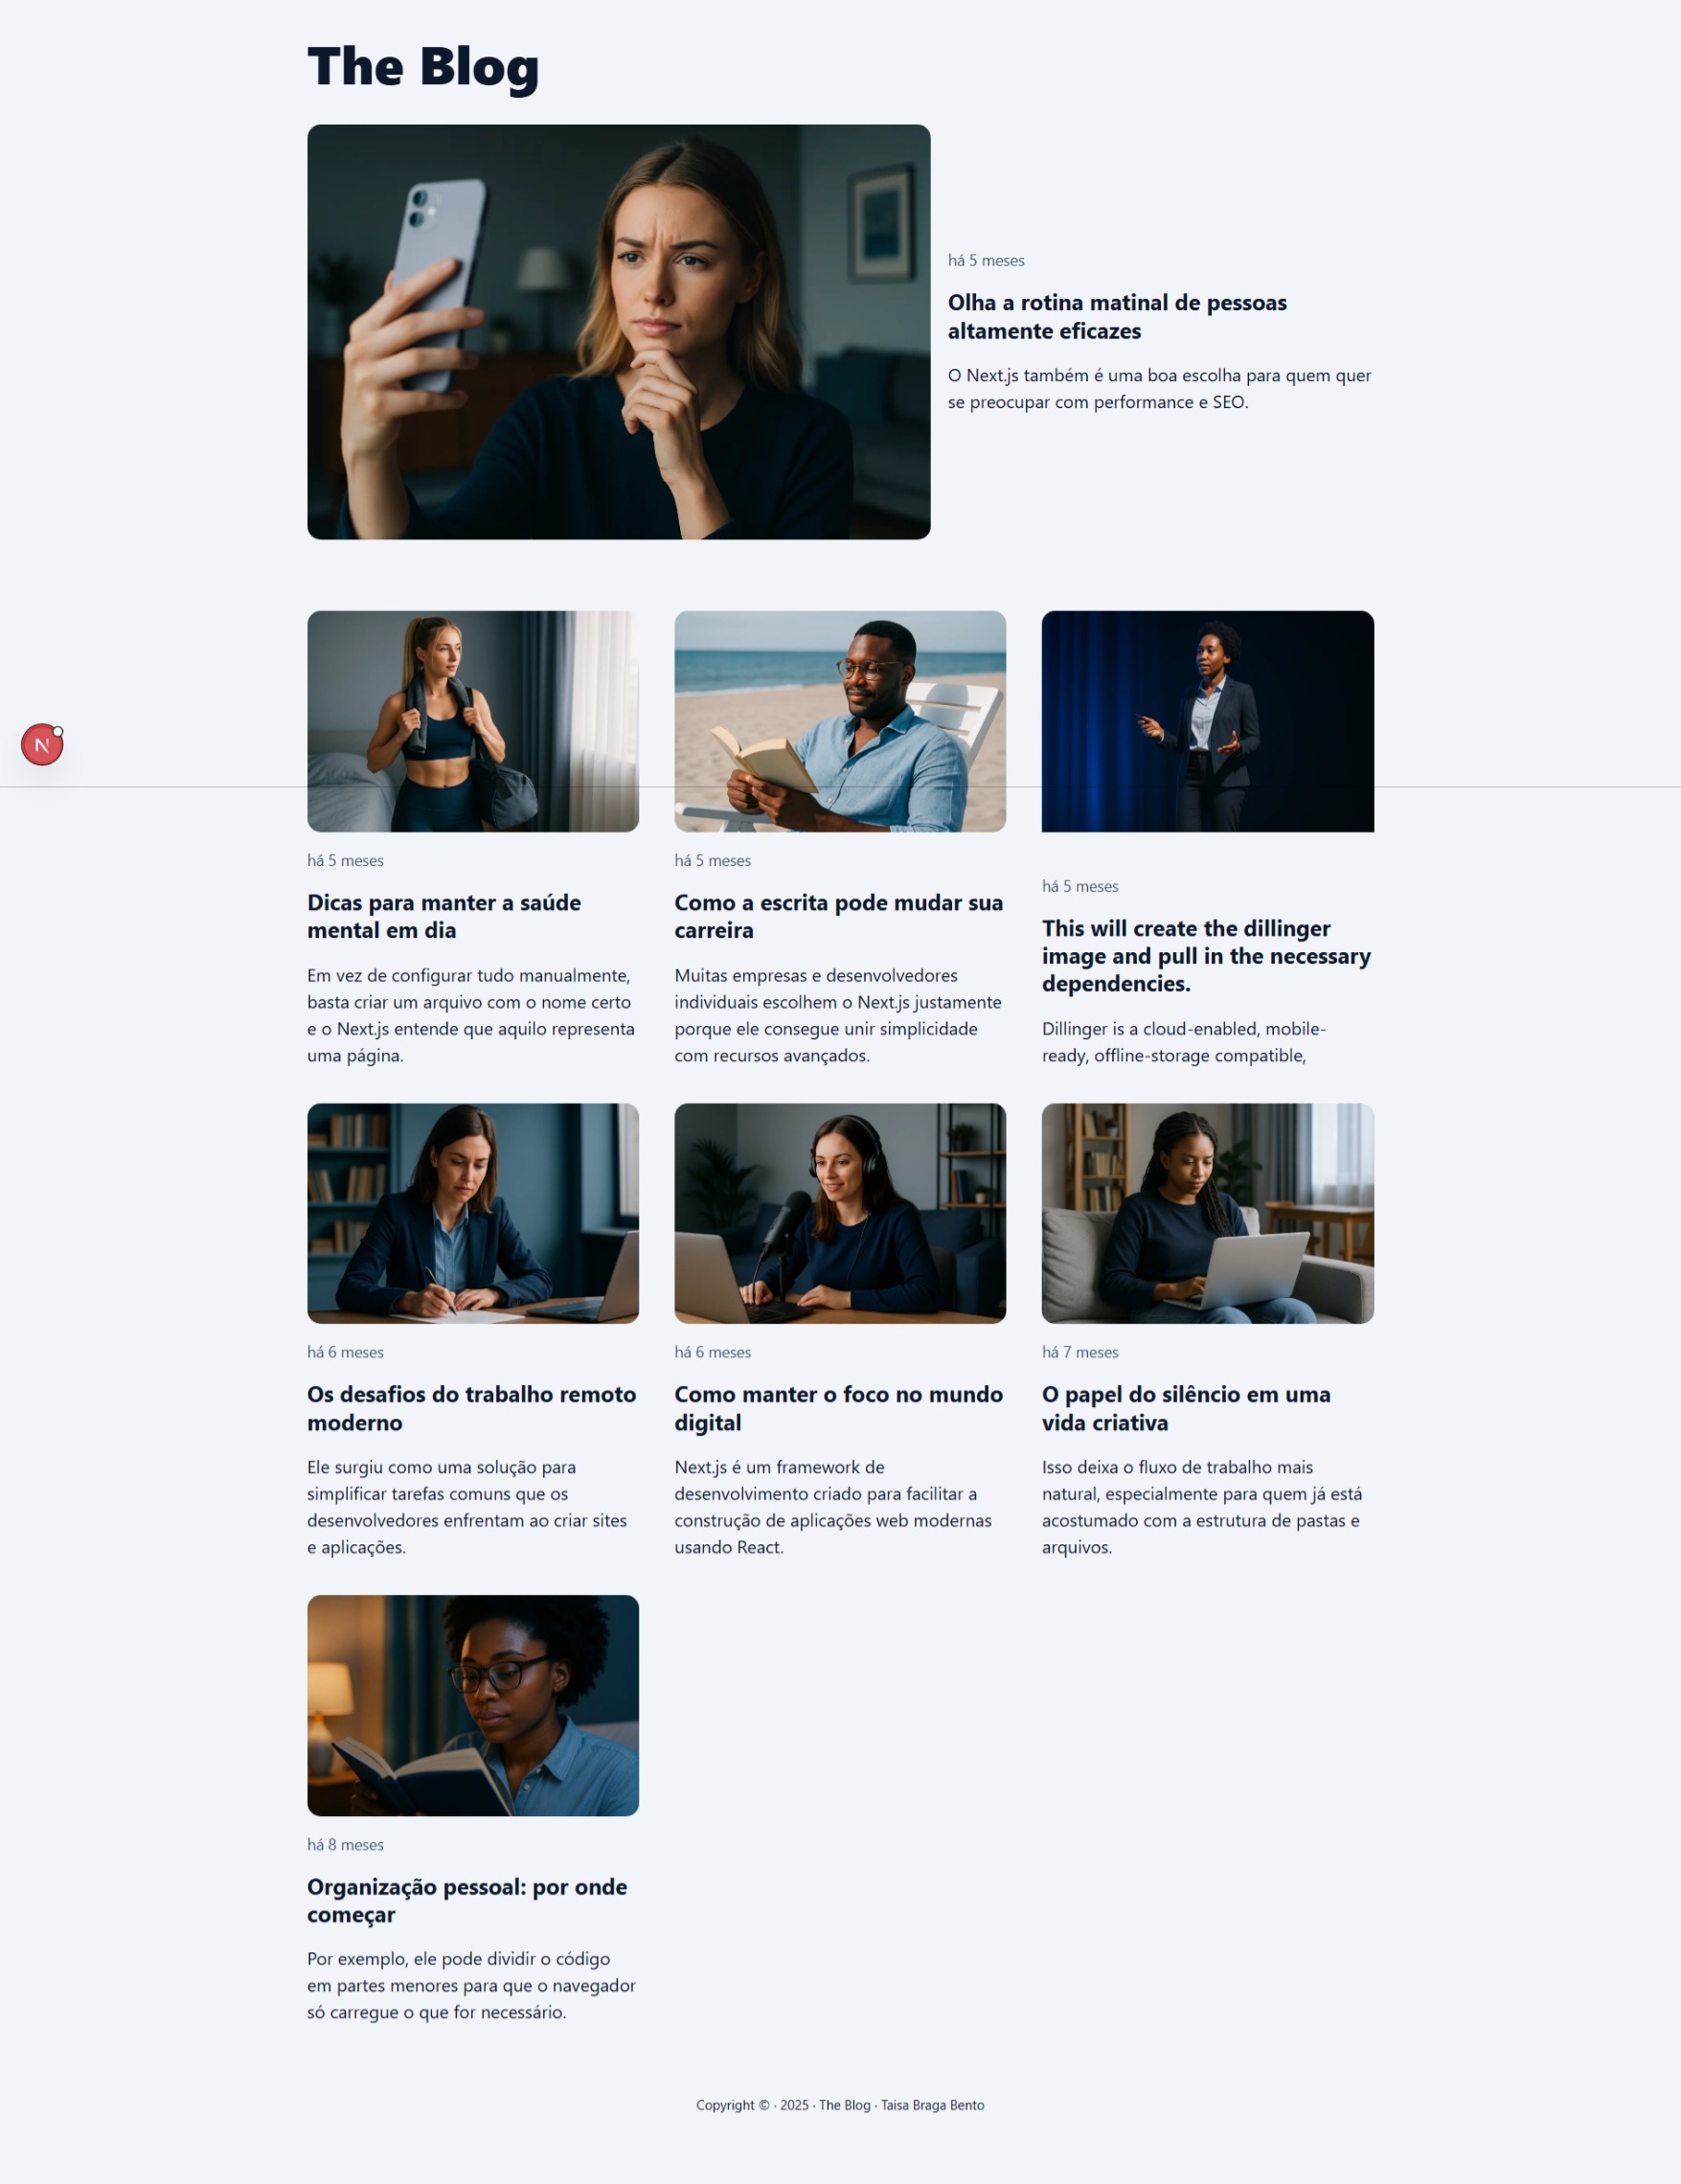 The Blog
há 5 meses
Olha a rotina matinal de pessoas
altamente eficazes
O Next.js também é uma boa escolha para quem quer
se preocupar com performance e SEO.
N
há 5 meses
Dicas para manter a saúde
mental em dia
Em vez de configurar tudo manualmente,
basta criar um arquivo com o nome certo
e o Next.js entende que aquilo representa
uma página.
há 5 meses
Como a escrita pode mudar sua
carreira
Muitas empresas e desenvolvedores
individuais escolhem o Next.js justamente
porque ele consegue unir simplicidade
com recursos avançados.
há 5 meses
This will create the dillinger
image and pull in the necessary
dependencies.
Dillinger is a cloud-enabled, mobile-
ready, offline-storage compatible,
há 6 meses
Os desafios do trabalho remoto
moderno
Ele surgiu como uma solução para
simplificar tarefas comuns que os
desenvolvedores enfrentam ao criar sites
e aplicações.
há 6 meses
Como manter o foco no mundo
digital
Next.js é um framework de
desenvolvimento criado para facilitar a
construção de aplicações web modernas
usando React.
há 7 meses
O papel do silêncio em uma
vida criativa
Isso deixa o fluxo de trabalho mais
natural, especialmente para quem já está
acostumado com a estrutura de pastas e
arquivos.
há 8 meses
Organização pessoal: por onde
começar
Por exemplo, ele pode dividir o código
em partes menores para que o navegador
só carregue o que for necessário.
Copyright © · 2025 · The Blog · Taisa Braga Bento